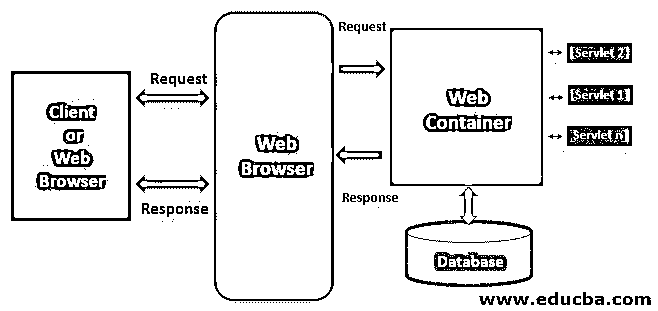 Client
or
Web
Browser
Request
Response
Web
Browser
Request
Response
Web
Container
[Servlet 2]
[Servlet 1]
Servlet n]
Database
www.educba.com